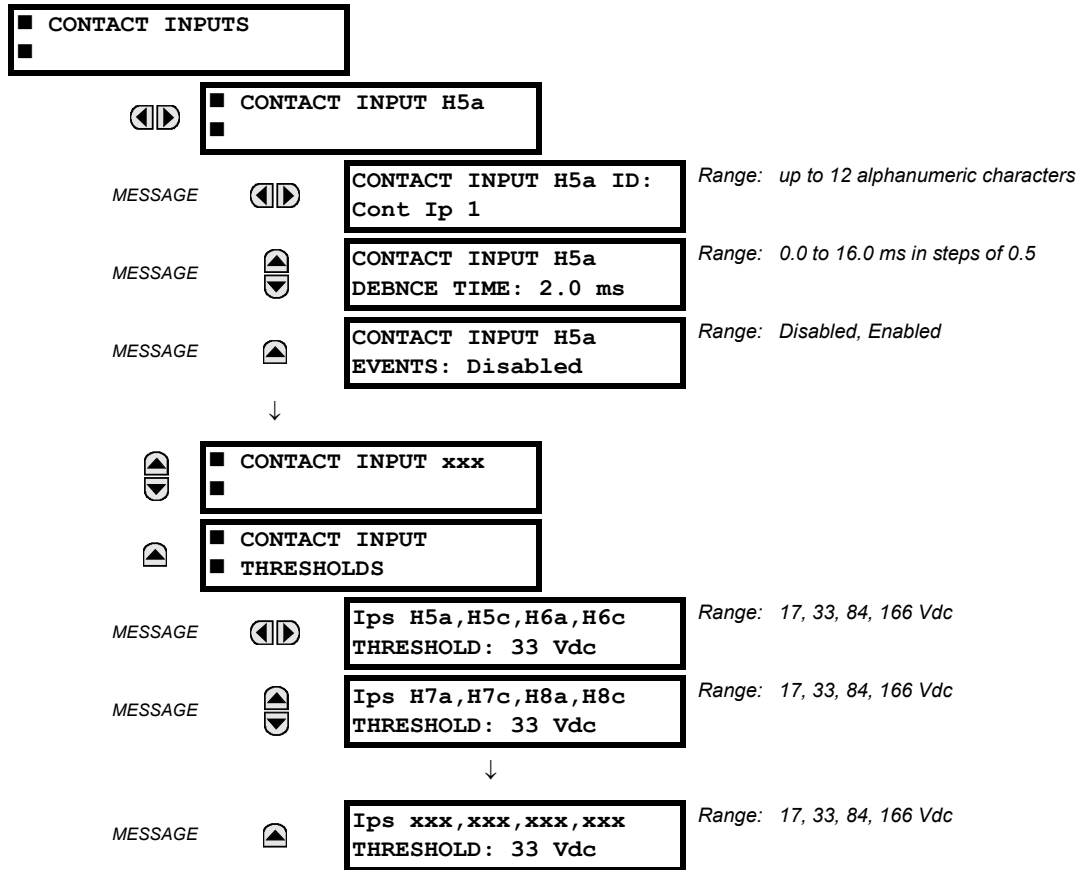 ■ CONTACT INPUTS
■
■ CONTACT INPUT H5a
■
MESSAGE
CONTACT INPUT H5a ID:
Cont Ip 1
Range: up to 12 alphanumeric characters
MESSAGE
CONTACT INPUT H5a
DEBNCE TIME: 2.0 ms
Range: 0.0 to 16.0 ms in steps of 0.5
MESSAGE
CONTACT INPUT H5a
EVENTS: Disabled
Range: Disabled, Enabled
↓
■ CONTACT INPUT xxx
■
■ CONTACT INPUT
■ THRESHOLDS
MESSAGE
Ips H5a,H5c,H6a,H6c
THRESHOLD: 33 Vdc
Range: 17, 33, 84, 166 Vdc
MESSAGE
Ips H7a,H7c,H8a,H8c
THRESHOLD: 33 Vdc
Range: 17, 33, 84, 166 Vdc
↓
MESSAGE
Ips xxx,xxx,xxx,xxx
THRESHOLD: 33 Vdc
Range: 17, 33, 84, 166 Vdc